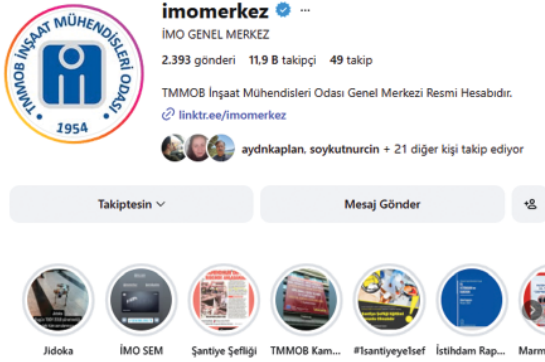 imomerkez
İMO GENEL MERKEZ
2.393 gönderi 11,9 B takipçi 49 takip
TMMOB İnşaat Mühendisleri Odası Genel Merkezi Resmi Hesabıdır.
linktr.ee/imomerkez
aydnkaplan, soykutnurcin + 21 diğer kişi takip ediyor
TMMOB İNŞAAT MÜHENDİSLERİ ODASI
1954
Takiptesin
Mesaj Gönder
Jidoka
İMO SEM
Şantiye Şefliği
TMMOB Kam...
#1santiyeye1sef
İstihdam Rap...
Marm